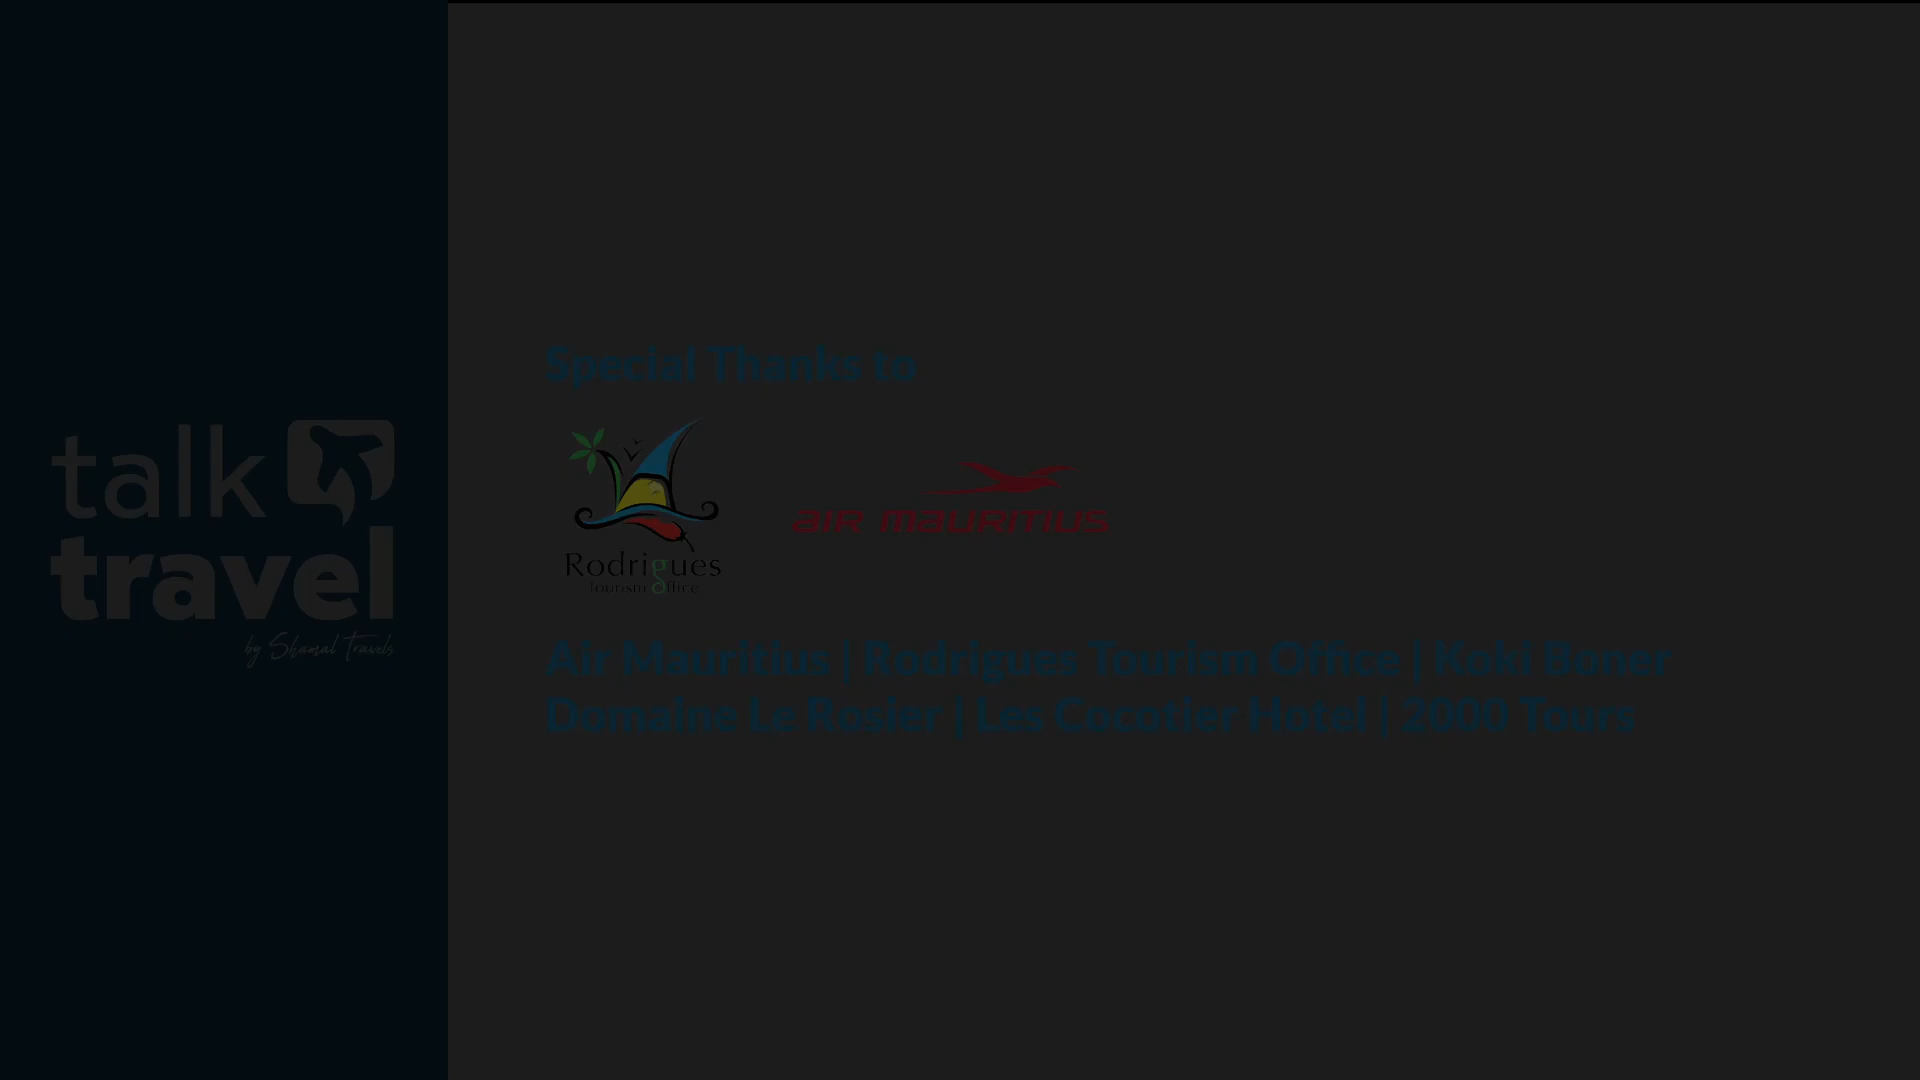 talk
travel
by Shamal Travels
Special Thanks to
Rodrigues
Tourism Office
AIR MAURITIUS
Air Mauritius | Rodrigues Tourism Office | Koki Boner
Domaine Le Rosier | Les Cocotier Hotel | 2000 Tours